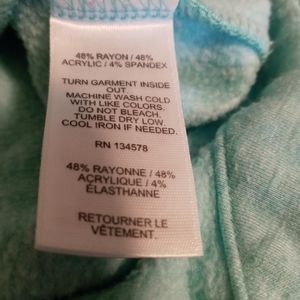 48% RAYON / 48%
ACRYLIC / 4% SPANDEX
TURN GARMENT INSIDE
OUT.
MACHINE WASH COLD
WITH LIKE COLORS.
DO NOT BLEACH.
TUMBLE DRY LOW.
COOL IRON IF NEEDED.
RN 134578
48% RAYONNE / 48%
ACRYLIQUE / 4%
ÉLASTHANNE
RETOURNER LE
VÊTEMENT.